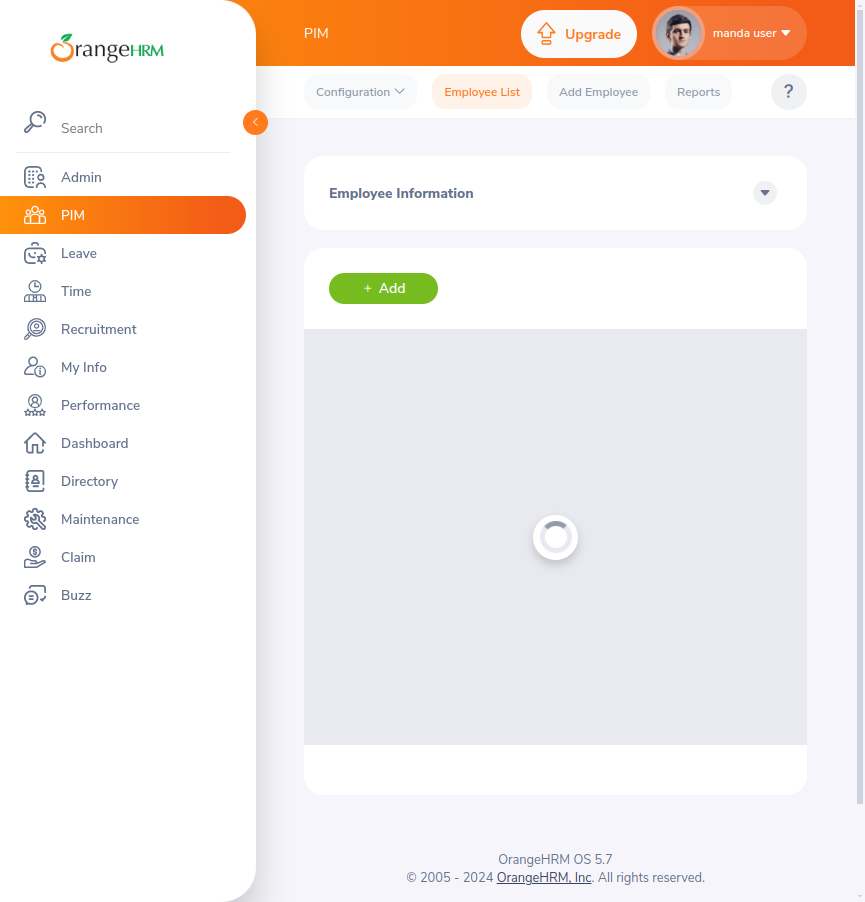 OrangeHRM
Search
Admin
PIM
Leave
Time
Recruitment
My Info
Performance
Dashboard
Directory
Maintenance
Claim
Buzz
PIM
Upgrade
manda user
Configuration
Employee List
Add Employee
Reports
?
Employee Information
+ Add
OrangeHRM OS 5.7
© 2005 - 2024 OrangeHRM, Inc. All rights reserved.